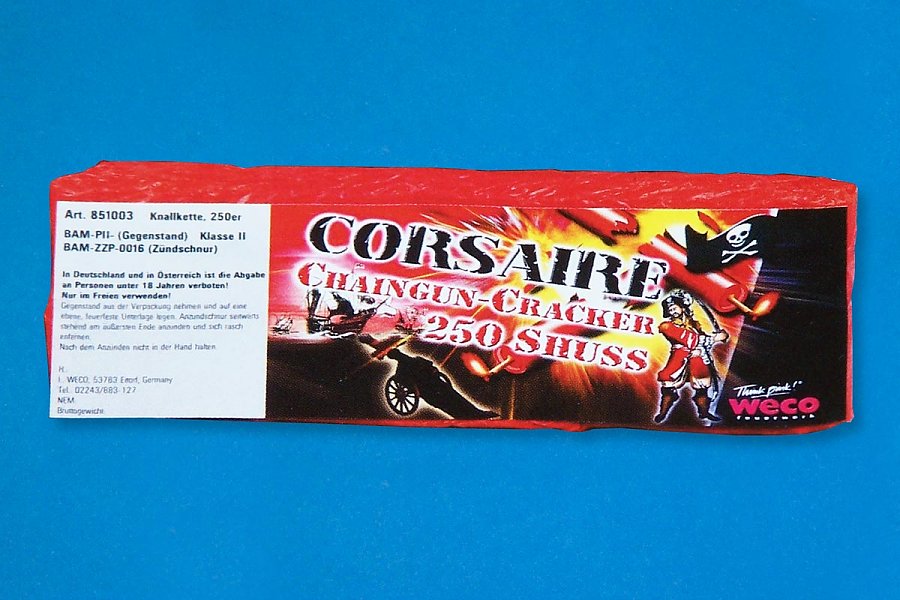 Art. 851003 Knallkette, 250er
BAM-PII- (Gegenstand) Klasse II
BAM-ZZP-0016 (Zündschnur)
In Deutschland und in Österreich ist die Abgabe
an Personen unter 18 Jahren verboten!
Nur im Freien verwenden!
Gegenstand aus der Verpackung nehmen und auf eine
ebene, feuerfeste Unterlage legen. Anzündschnur seitwärts
stehend am äußersten Ende anzünden und sich rasch
entfernen.
Nach dem Anzünden nicht in der Hand halten.
H.:
I.: WECO, 53783 Eitorf, Germany
Tel. 02243/883-127
NEM
Bruttogewicht:
CORSAIRE
CHAINGUN-CRACKER
250 SHUSS
Think pink!
weco
feuerwerk